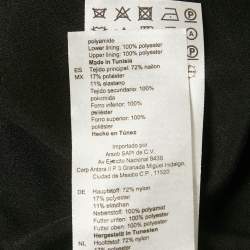 polyamide
Lower lining: 100% polyester
Upper lining: 100% polyester
Made in Tunisia
ES Tejido principal: 72% nailon
MX 17% poliéster
11% elastano
Tejido secundario: 100%
poliamida
Forro inferior: 100%
poliéster
Forro superior: 100%
poliéster
Hecho en Túnez
Importado por
Arauto SAPI de C.V.
Av Ejército Nacional 843B
Corp Antara II P 3 Granada Miguel Hidalgo,
Ciudad de México
DE Hauptstoff: 72% nylon
17% polyester
11% elasthan
Nebenstoff: 100% polyamid
Futter unten: 100% polyester
Futter oben: 100% polyester
Hergestellt in Tunesien
NL Hoofdstof: 72% nylon
17% polyester
P
A